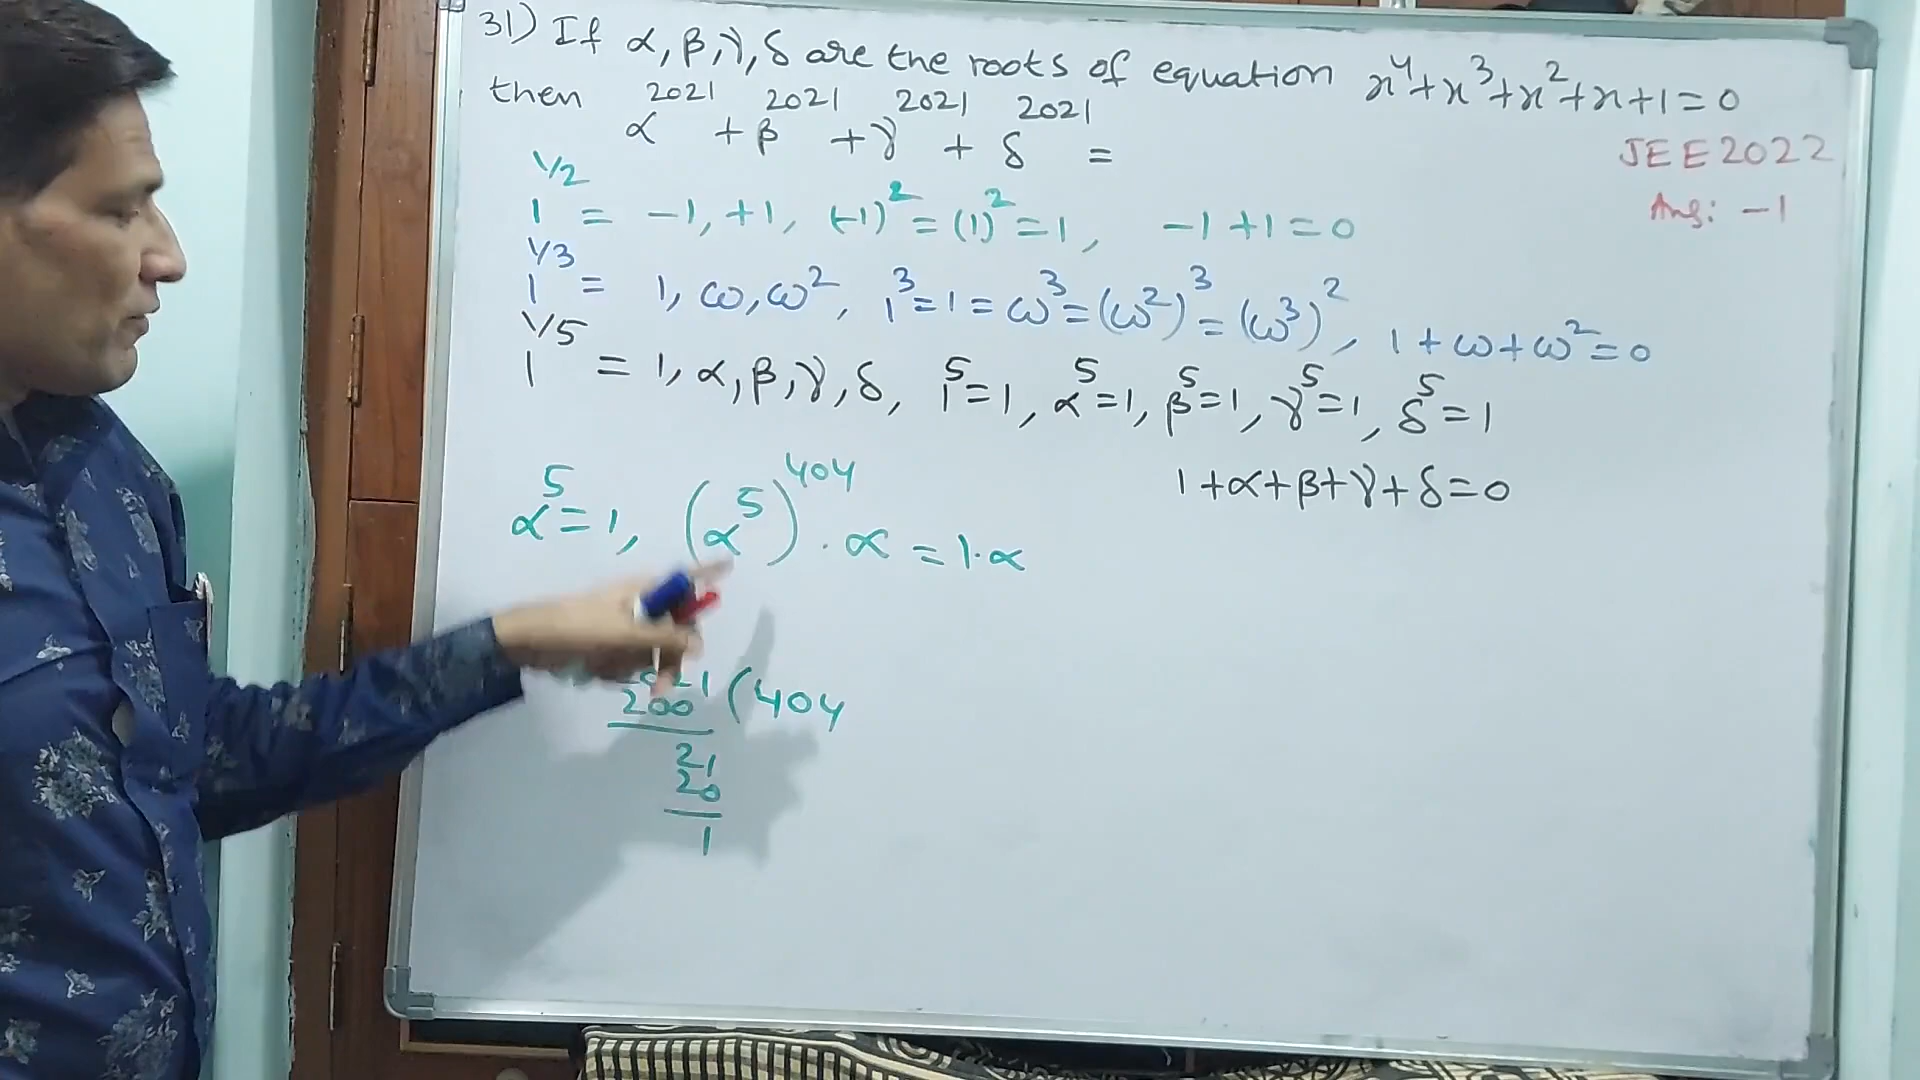 31) If α, β, γ, δ are the roots of equation x⁴+x³+x²+x+1=0
then α²⁰²¹ + β²⁰²¹ + γ²⁰²¹ + δ²⁰²¹ =
JEE 2022
Ans: -1
1^(1/2) = -1, +1, (-1)² = (1)² = 1, -1+1=0
1^(1/3) = 1, ω, ω², 1³=1=ω³=(ω²)³=(ω³)², 1+ω+ω²=0
1^(1/5) = 1, α, β, γ, δ, 1⁵=1, α⁵=1, β⁵=1, γ⁵=1, δ⁵=1
1+α+β+γ+δ=0
α⁵=1, (α⁵)⁴⁰⁴ · α = 1·α
2021 (404
200
21
20
1